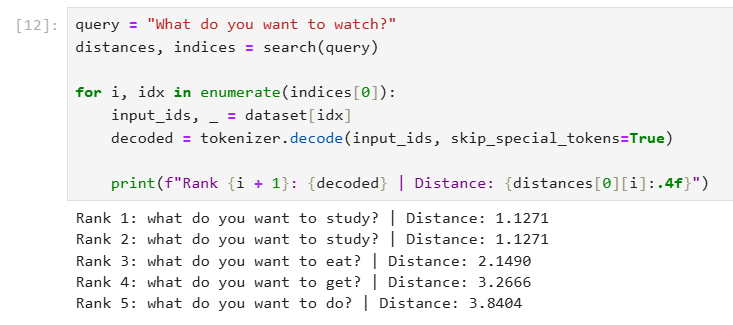 [12]: query = "What do you want to watch?"
distances, indices = search(query)
for i, idx in enumerate(indices[0]):
    input_ids, _ = dataset[idx]
    decoded = tokenizer.decode(input_ids, skip_special_tokens=True)
    print(f"Rank {i + 1}: {decoded} | Distance: {distances[0][i]:.4f}")
Rank 1: what do you want to study? | Distance: 1.1271
Rank 2: what do you want to study? | Distance: 1.1271
Rank 3: what do you want to eat? | Distance: 2.1490
Rank 4: what do you want to get? | Distance: 3.2666
Rank 5: what do you want to do? | Distance: 3.8404